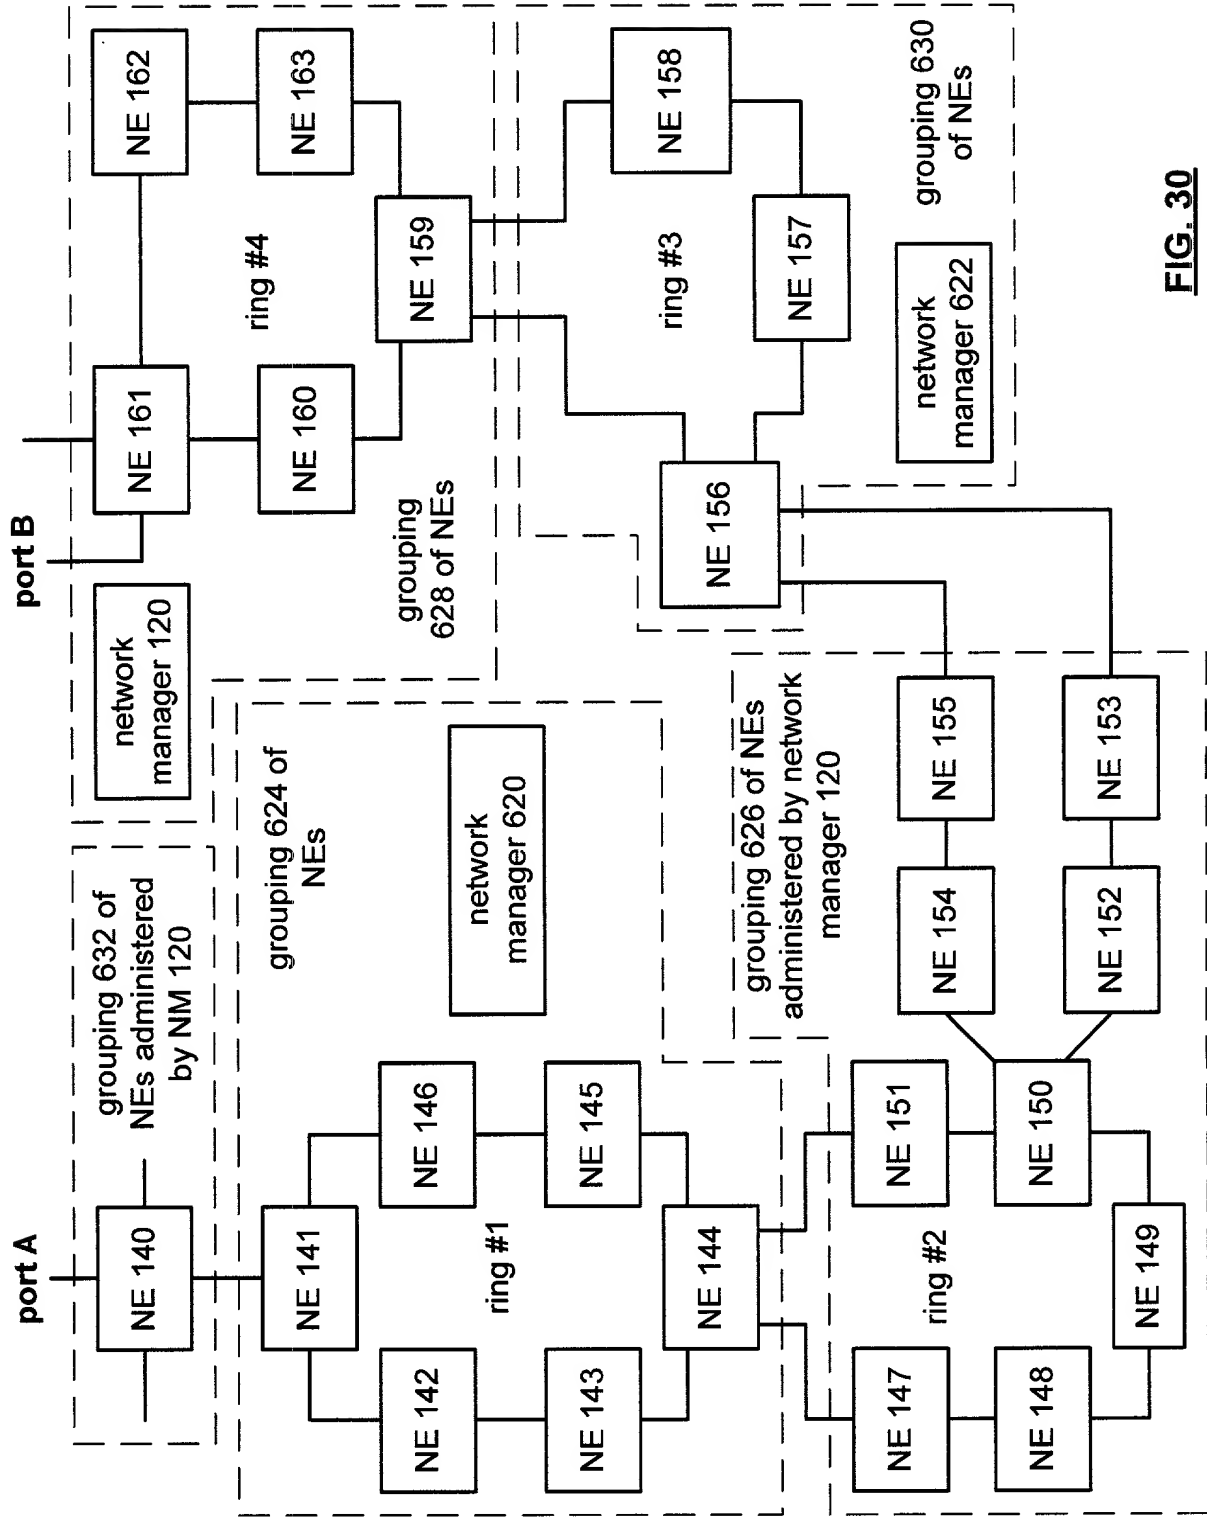 port A
port B
NE 140
grouping 632 of
NEs administered
by NM 120
network
manager 120
NE 161
NE 162
NE 160
NE 163
ring #4
NE 159
grouping
628 of NEs
NE 141
NE 142
NE 146
NE 143
NE 145
ring #1
NE 144
grouping 624 of
NEs
network
manager 620
NE 158
ring #3
NE 157
NE 156
grouping 630
of NEs
network
manager 622
grouping 626 of NEs
administered by network
manager 120
NE 147
NE 151
NE 148
NE 150
ring #2
NE 149
NE 154
NE 155
NE 152
NE 153
FIG. 30